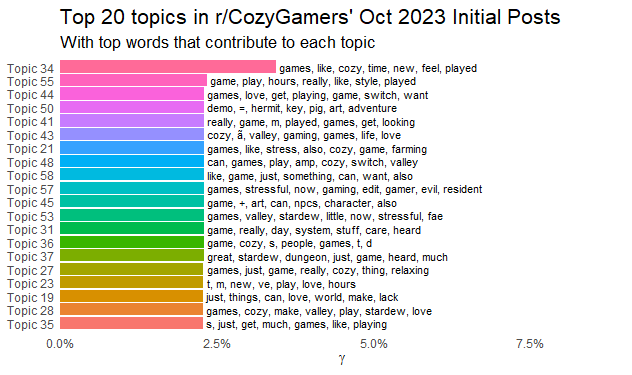 Top 20 topics in r/CozyGamers' Oct 2023 Initial Posts
With top words that contribute to each topic
Topic 34 games, like, cozy, time, new, feel, played
Topic 55 game, play, hours, really, like, style, played
Topic 44 games, love, get, playing, game, switch, want
Topic 50 demo, =, hermit, key, pig, art, adventure
Topic 41 really, game, m, played, games, get, looking
Topic 43 cozy, ã, valley, gaming, games, life, love
Topic 21 games, like, stress, also, cozy, game, farming
Topic 48 can, games, play, amp, cozy, switch, valley
Topic 58 like, game, just, something, can, want, also
Topic 57 games, stressful, now, gaming, edit, gamer, evil, resident
Topic 45 game, +, art, can, npcs, character, also
Topic 53 games, valley, stardew, little, now, stressful, fae
Topic 31 game, really, day, system, stuff, care, heard
Topic 36 game, cozy, s, people, games, t, d
Topic 37 great, stardew, dungeon, just, game, heard, much
Topic 27 games, just, game, really, cozy, thing, relaxing
Topic 23 t, m, new, ve, play, love, hours
Topic 19 just, things, can, love, world, make, lack
Topic 28 games, cozy, make, valley, play, stardew, love
Topic 35 s, just, get, much, games, like, playing
0.0% 2.5% 5.0% 7.5%
γ